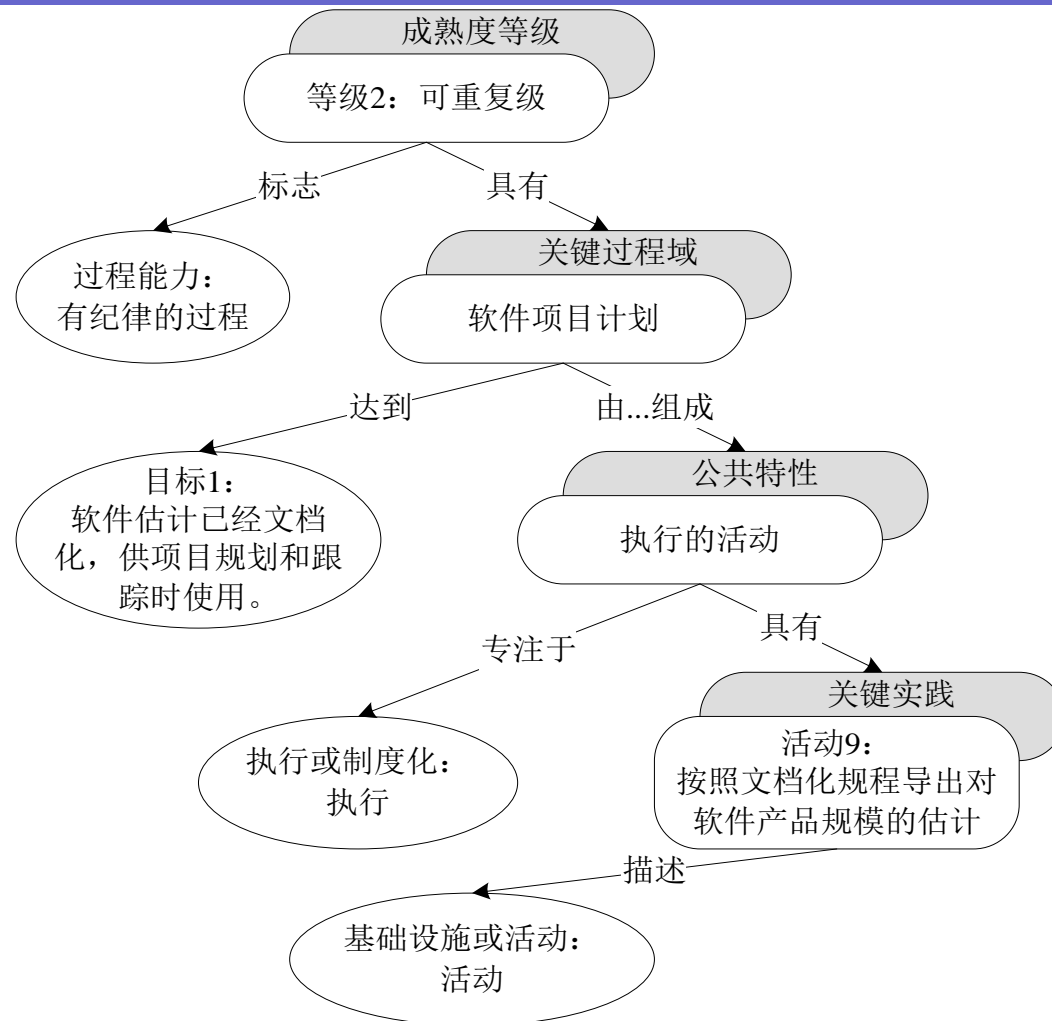 成熟度等级
等级2：可重复级
标志
具有
过程能力：
有纪律的过程
关键过程域
软件项目计划
达到
由...组成
目标1：
软件估计已经文档
化，供项目规划和跟
踪时使用。
公共特性
执行的活动
专注于
具有
执行或制度化：
执行
关键实践
活动9：
按照文档化规程导出对
软件产品规模的估计
描述
基础设施或活动：
活动